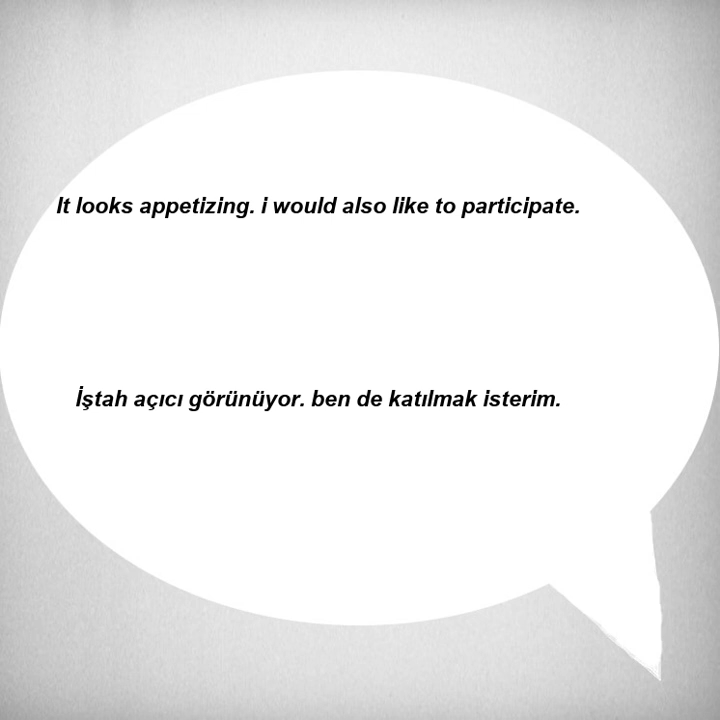 It looks appetizing. i would also like to participate.
İştah açıcı görünüyor. ben de katılmak isterim.